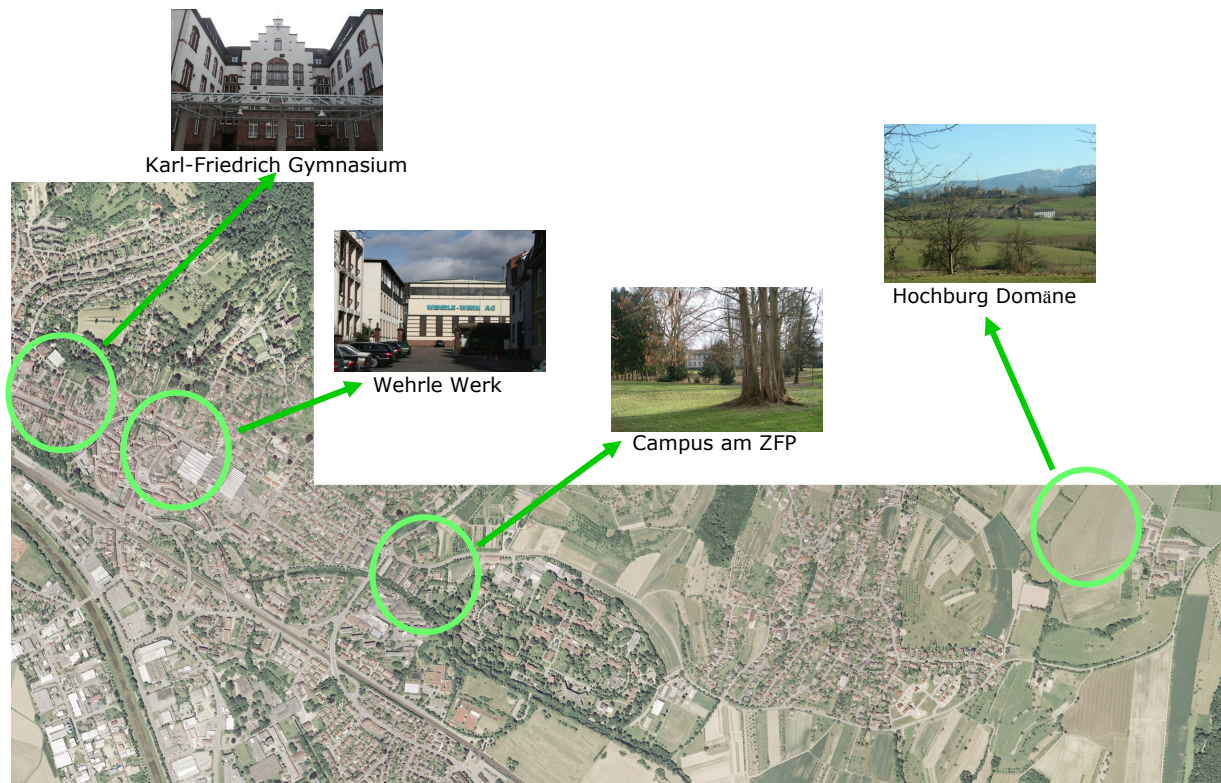 Karl-Friedrich Gymnasium
WEHRLE-WERK AG
Wehrle Werk
Hochburg Domäne
Campus am ZFP